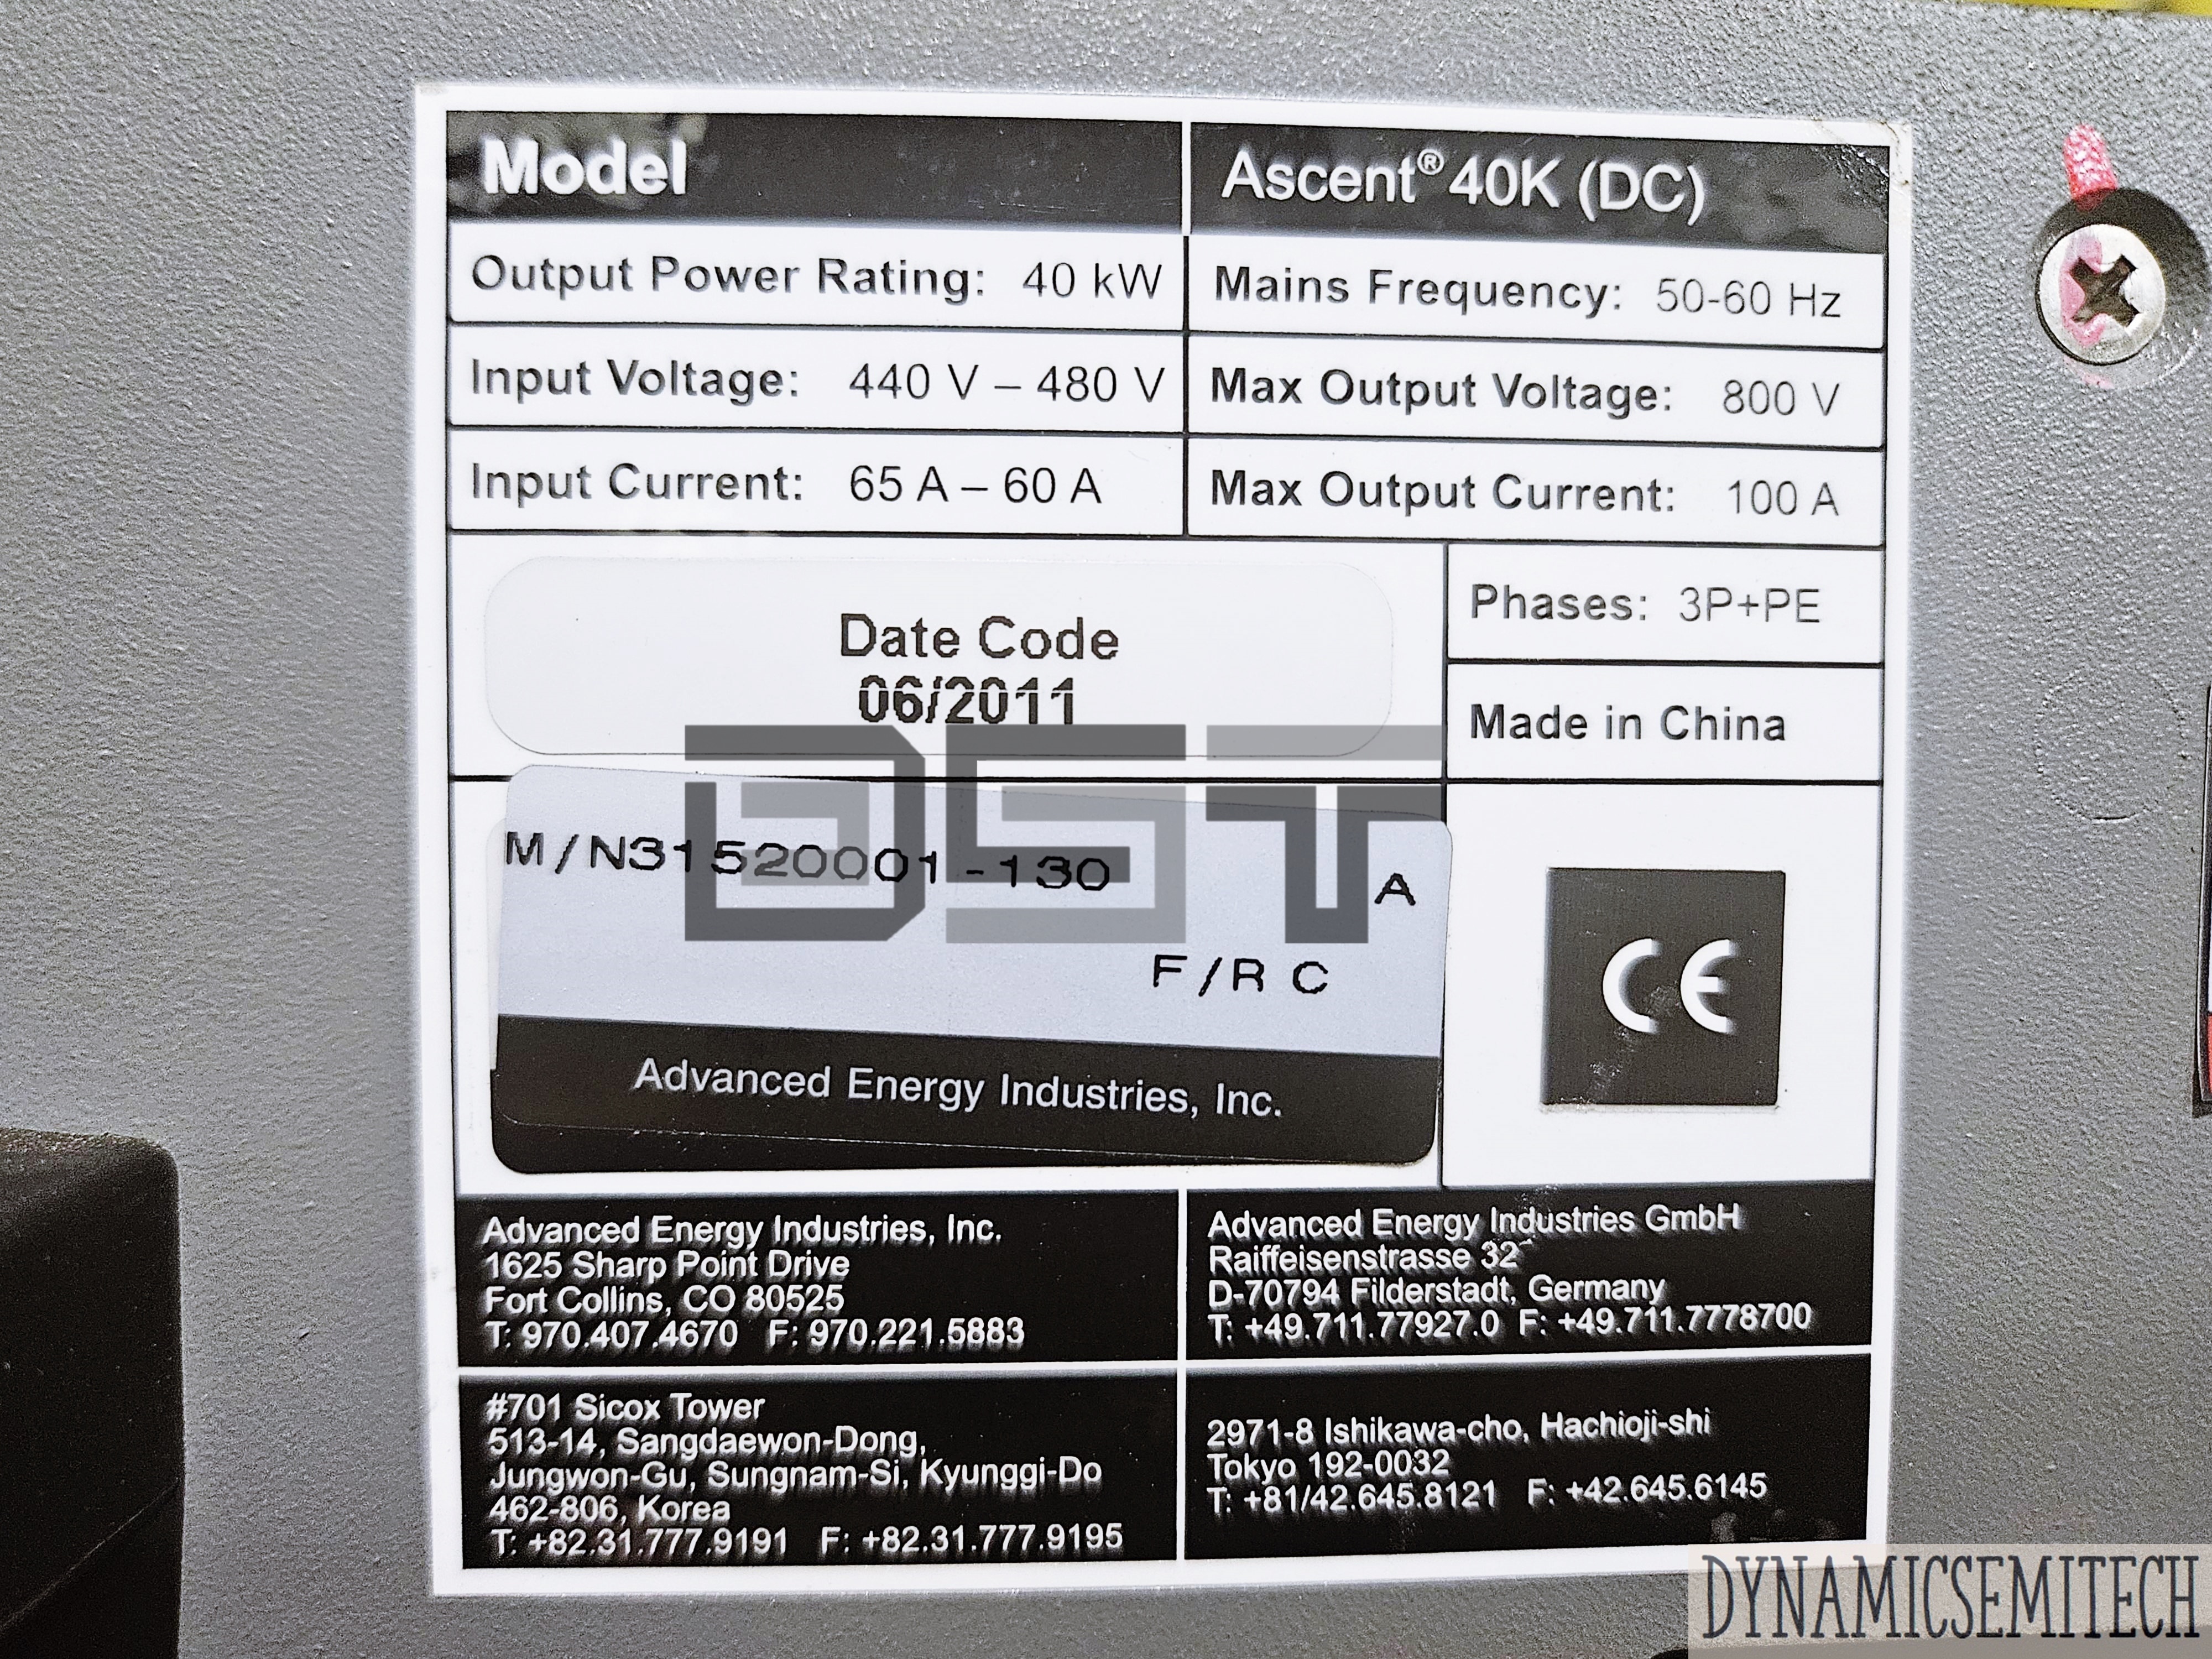 Model
Ascent® 40K (DC)
Output Power Rating: 40 kW
Mains Frequency: 50-60 Hz
Input Voltage: 440 V – 480 V
Max Output Voltage: 800 V
Input Current: 65 A – 60 A
Max Output Current: 100 A
Date Code
06/2011
Phases: 3P+PE
Made in China
DST
M/N31520001-130 A
F/R C
CE
Advanced Energy Industries, Inc.
Advanced Energy Industries, Inc.
1625 Sharp Point Drive
Fort Collins, CO 80525
T: 970.407.4670 F: 970.221.5883
Advanced Energy Industries GmbH
Raiffeisenstrasse 32
D-70794 Filderstadt, Germany
T: +49.711.77927.0 F: +49.711.7778700
#701 Sicox Tower
513-14, Sangdaewon-Dong,
Jungwon-Gu, Sungnam-Si, Kyunggi-Do
462-806, Korea
T: +82.31.777.9191 F: +82.31.777.9195
2971-8 Ishikawa-cho, Hachioji-shi
Tokyo 192-0032
T: +81/42.645.8121 F: +42.645.6145
DYNAMICSEMITECH